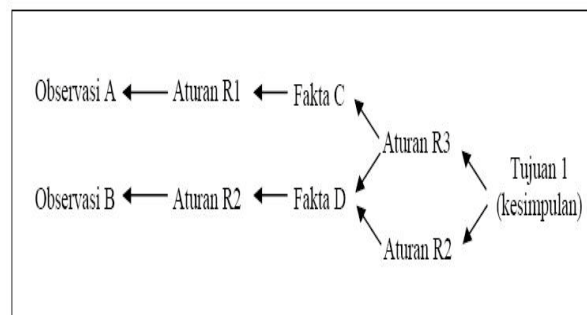 Observasi A
Aturan R1
Fakta C
Aturan R3
Tujuan 1
(kesimpulan)
Observasi B
Aturan R2
Fakta D
Aturan R2